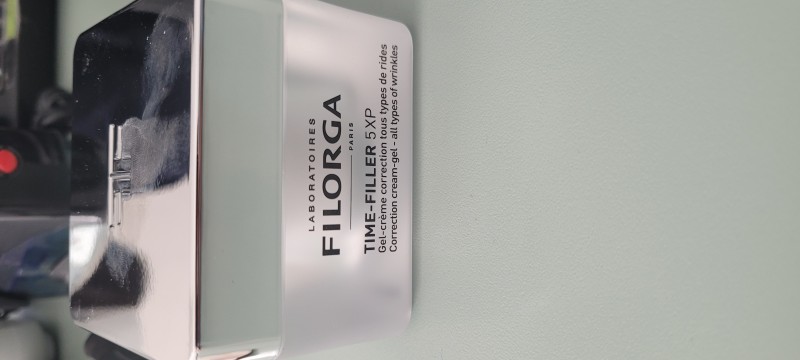 LABORATOIRES
FILORGA
PARIS
TIME-FILLER 5XP
Gel-crème correction tous types de rides
Correction cream-gel - all types of wrinkles